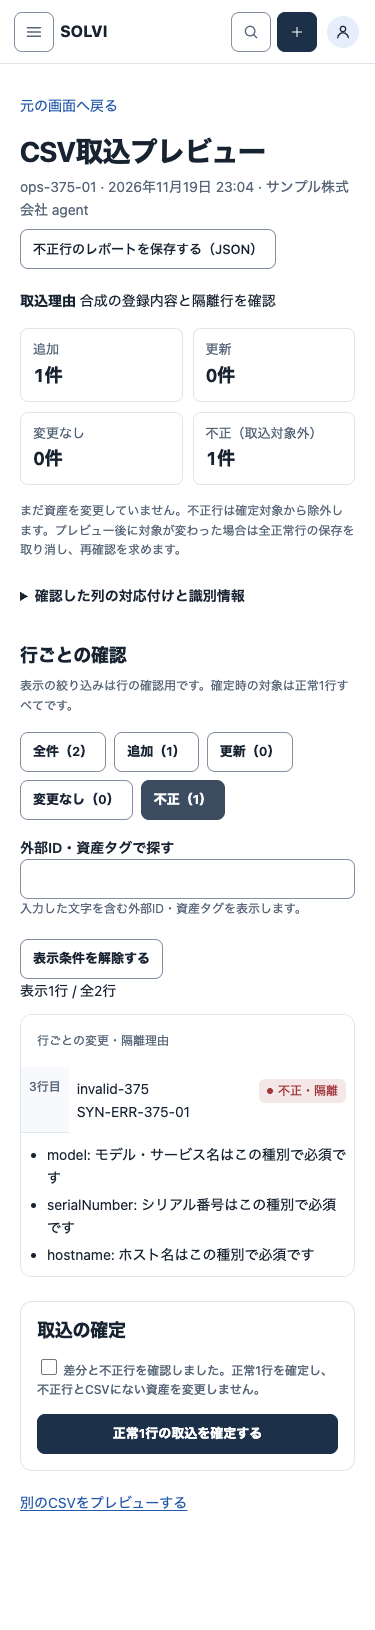 SOLVI
元の画面へ戻る
CSV取込プレビュー
ops-375-01 · 2026年11月19日 23:04 · サンプル株式
会社 agent
不正行のレポートを保存する（JSON）
取込理由 合成の登録内容と隔離行を確認
追加
1件
更新
0件
変更なし
0件
不正（取込対象外）
1件
まだ資産を変更していません。不正行は確定対象から除外し
ます。プレビュー後に対象が変わった場合は全正常行の保存を
取り消し、再確認を求めます。
▶ 確認した列の対応付けと識別情報
行ごとの確認
表示の絞り込みは行の確認用です。確定時の対象は正常1行す
べてです。
全件（2） 追加（1） 更新（0）
変更なし（0） 不正（1）
外部ID・資産タグで探す
入力した文字を含む外部ID・資産タグを表示します。
表示条件を解除する
表示1行 / 全2行
行ごとの変更・隔離理由
3行目
invalid-375
SYN-ERR-375-01
不正・隔離
• model: モデル・サービス名はこの種別で必須で
す
• serialNumber: シリアル番号はこの種別で必須
です
• hostname: ホスト名はこの種別で必須です
取込の確定
差分と不正行を確認しました。正常1行を確定し、
不正行とCSVにない資産を変更しません。
正常1行の取込を確定する
別のCSVをプレビューする